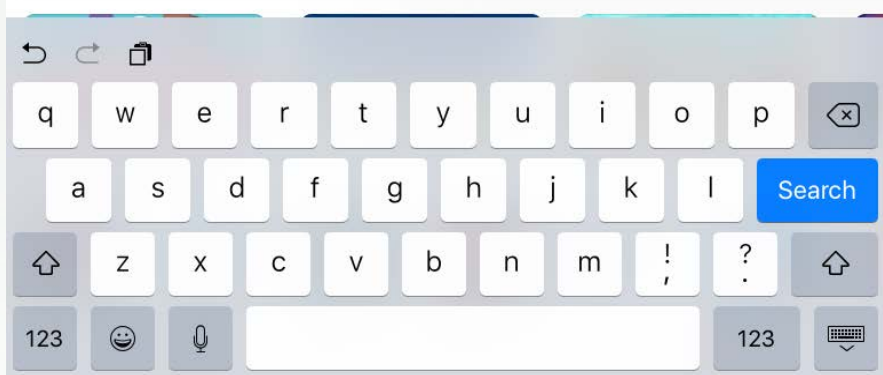 q w e r t y u i o p
a s d f g h j k l Search
z x c v b n m ! , ? .
123 123